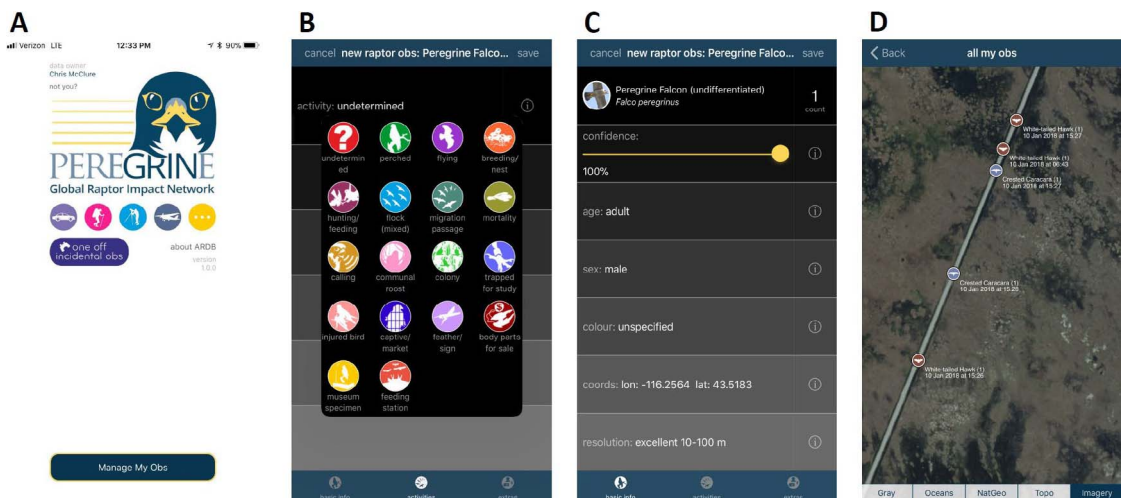 A
Verizon LTE 12:33 PM 90%
data owner
Chris McClure
not you?
PEREGRINE
Global Raptor Impact Network
one off
incidental obs
about ARDB
version
1.0.0
Manage My Obs
B
cancel new raptor obs: Peregrine Falco... save
activity: undetermined
undetermin
ed
perched
flying
breeding/
nest
hunting/
feeding
flock
(mixed)
migration
passage
mortality
calling
communal
roost
colony
trapped
for study
injured bird
captive/
market
feather/
sign
body parts
for sale
museum
specimen
feeding
station
basic info activities extras
C
cancel new raptor obs: Peregrine Falco... save
Peregrine Falcon (undifferentiated)
Falco peregrinus
1
count
confidence:
100%
age: adult
sex: male
colour: unspecified
coords: lon: -116.2564 lat: 43.5183
resolution: excellent 10-100 m
basic info activities extras
D
Back all my obs
White-tailed Hawk (1)
10 Jan 2018 at 15:27
White-tailed Hawk (1)
10 Jan 2018 at 06:43
Crested Caracara (1)
10 Jan 2018 at 15:27
Crested Caracara (1)
10 Jan 2018 at 15:26
White-tailed Hawk (1)
10 Jan 2018 at 15:26
Gray Oceans NatGeo Topo Imagery